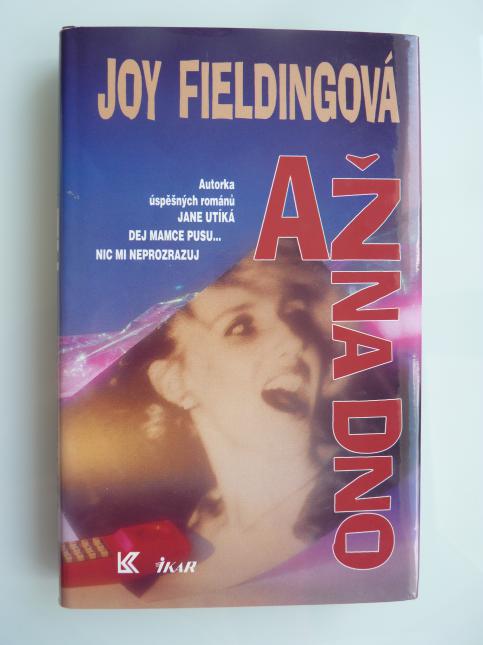 JOY FIELDINGOVÁ
Autorka
úspěšných románů
JANE UTÍKÁ
DEJ MAMCE PUSU...
NIC MI NEPROZRAZUJ
AŽ NA DNO
K
iKAR